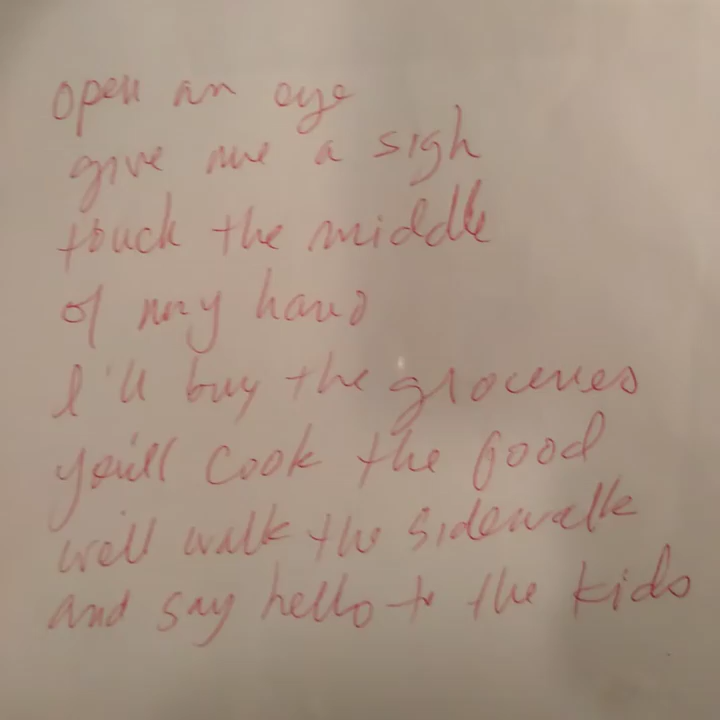 open an eye
give me a sigh
touch the middle
of my hand
I'll buy the groceries
you'll cook the food
we'll walk the sidewalk
and say hello to the kids